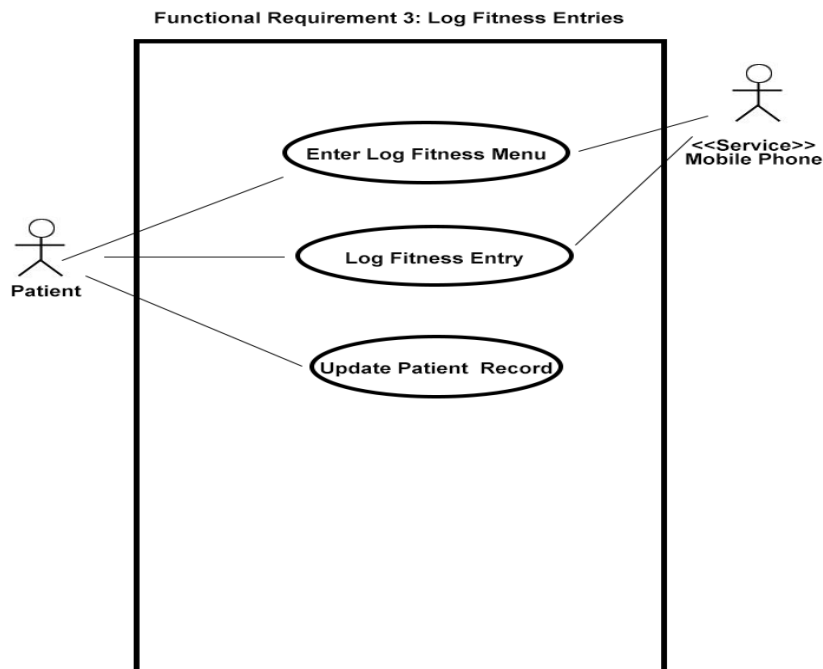 Functional Requirement 3: Log Fitness Entries
Enter Log Fitness Menu
<<Service>>
Mobile Phone
Log Fitness Entry
Patient
Update Patient Record